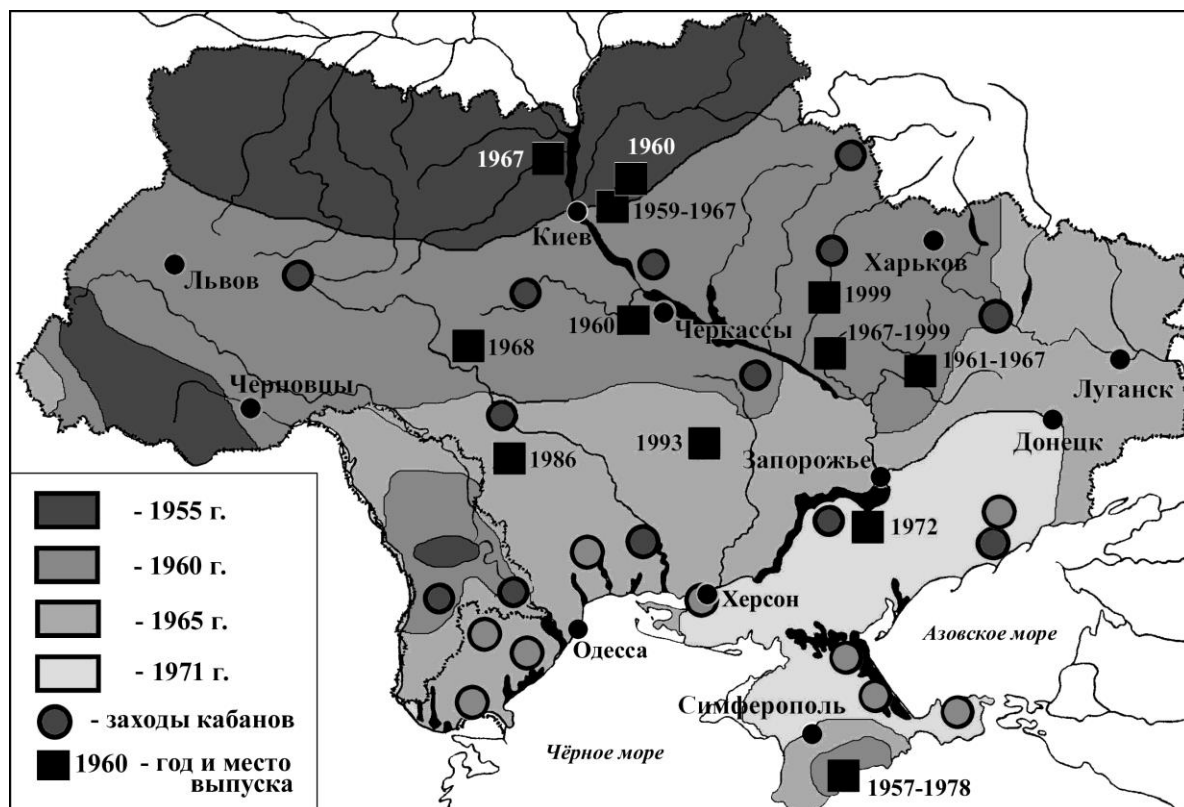 1967
1960
1959-1967
Киев
Львов
Харьков
1999
1960
Черкассы
1967-1999
1968
1961-1967
Луганск
Черновцы
Донецк
1993
1986
Запорожье
1972
Херсон
Одесса
Азовское море
Симферополь
Чёрное море
1957-1978
- 1955 г.
- 1960 г.
- 1965 г.
- 1971 г.
- заходы кабанов
1960 - год и место
выпуска